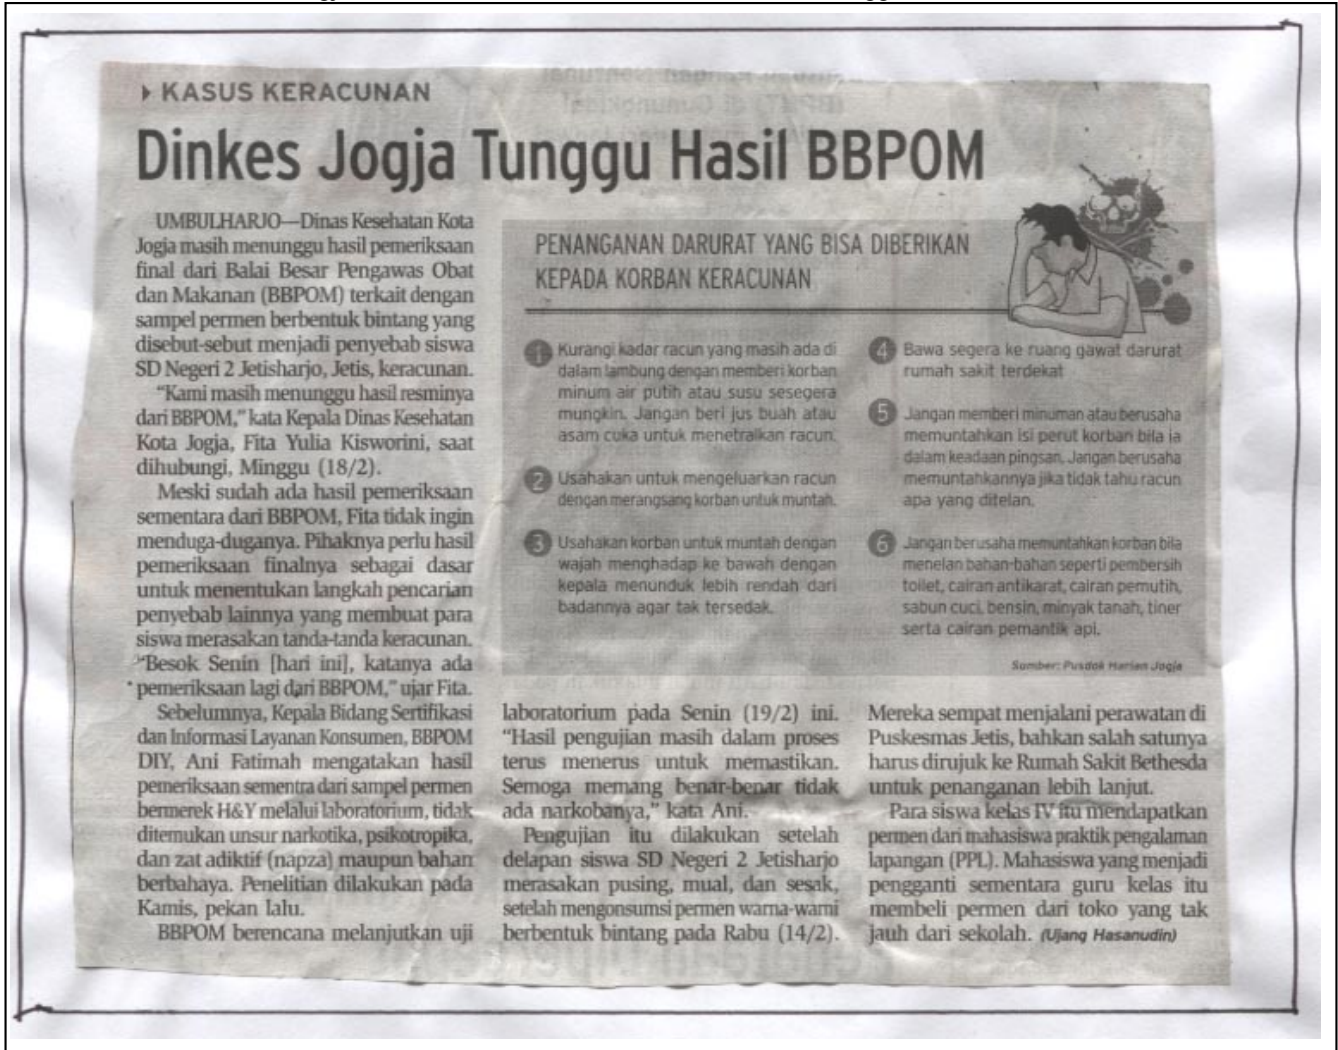 KASUS KERACUNAN
Dinkes Jogja Tunggu Hasil BBPOM
UMBULHARJO—Dinas Kesehatan Kota
Jogja masih menunggu hasil pemeriksaan
final dari Balai Besar Pengawas Obat
dan Makanan (BBPOM) terkait dengan
sampel permen berbentuk bintang yang
disebut-sebut menjadi penyebab siswa
SD Negeri 2 Jetisharjo, Jetis, keracunan.
"Kami masih menunggu hasil resminya
dari BBPOM," kata Kepala Dinas Kesehatan
Kota Jogja, Fita Yulia Kisworini, saat
dihubungi, Minggu (18/2).
Meski sudah ada hasil pemeriksaan
sementara dari BBPOM, Fita tidak ingin
menduga-duganya. Pihaknya perlu hasil
pemeriksaan finalnya sebagai dasar
untuk menentukan langkah pencarian
penyebab lainnya yang membuat para
siswa merasakan tanda-tanda keracunan.
"Besok Senin [hari ini], katanya ada
pemeriksaan lagi dari BBPOM," ujar Fita.
Sebelumnya, Kepala Bidang Sertifikasi
dan Informasi Layanan Konsumen, BBPOM
DIY, Ani Fatimah mengatakan hasil
pemeriksaan sementra dari sampel permen
bermerek H&Y melalui laboratorium, tidak
ditemukan unsur narkotika, psikotropika,
dan zat adiktif (napza) maupun bahan
berbahaya. Penelitian dilakukan pada
Kamis, pekan lalu.
BBPOM berencana melanjutkan uji
PENANGANAN DARURAT YANG BISA DIBERIKAN
KEPADA KORBAN KERACUNAN
1 Kurangi kadar racun yang masih ada di
dalam lambung dengan memberi korban
minum air putih atau susu sesegera
mungkin. Jangan beri jus buah atau
asam cuka untuk menetralkan racun.
2 Usahakan untuk mengeluarkan racun
dengan merangsang korban untuk muntah.
3 Usahakan korban untuk muntah dengan
wajah menghadap ke bawah dengan
kepala menunduk lebih rendah dari
badannya agar tak tersedak.
4 Bawa segera ke ruang gawat darurat
rumah sakit terdekat
5 Jangan memberi minuman atau berusaha
memuntahkan isi perut korban bila ia
dalam keadaan pingsan. Jangan berusaha
memuntahkannya jika tidak tahu racun
apa yang ditelan.
6 Jangan berusaha memuntahkan korban bila
menelan bahan-bahan seperti pembersih
toilet, cairan antikarat, cairan pemutih,
sabun cuci, bensin, minyak tanah, tiner
serta cairan pemantik api.
Sumber: Pusdok Harian Jogja
laboratorium pada Senin (19/2) ini.
"Hasil pengujian masih dalam proses
terus menerus untuk memastikan.
Semoga memang benar-benar tidak
ada narkobanya," kata Ani.
Pengujian itu dilakukan setelah
delapan siswa SD Negeri 2 Jetisharjo
merasakan pusing, mual, dan sesak,
setelah mengonsumsi permen warna-warni
berbentuk bintang pada Rabu (14/2).
Mereka sempat menjalani perawatan di
Puskesmas Jetis, bahkan salah satunya
harus dirujuk ke Rumah Sakit Bethesda
untuk penanganan lebih lanjut.
Para siswa kelas IV itu mendapatkan
permen dari mahasiswa praktik pengalaman
lapangan (PPL). Mahasiswa yang menjadi
pengganti sementara guru kelas itu
membeli permen dari toko yang tak
jauh dari sekolah. (Ujang Hasanudin)